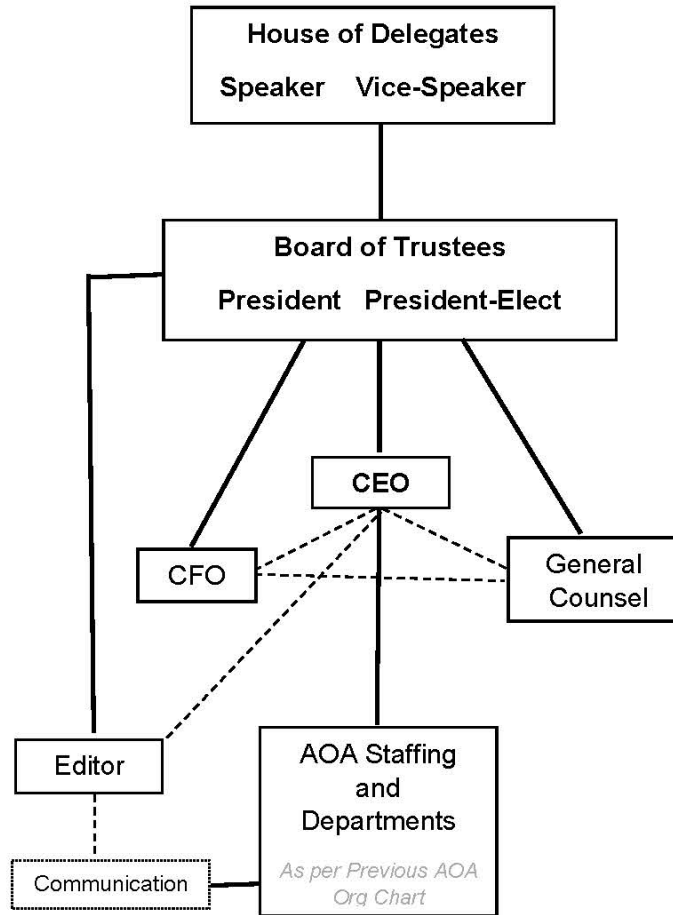 House of Delegates
Speaker Vice-Speaker
Board of Trustees
President President-Elect
CEO
CFO
General
Counsel
Editor
AOA Staffing
and
Departments
As per Previous AOA
Org Chart
Communication